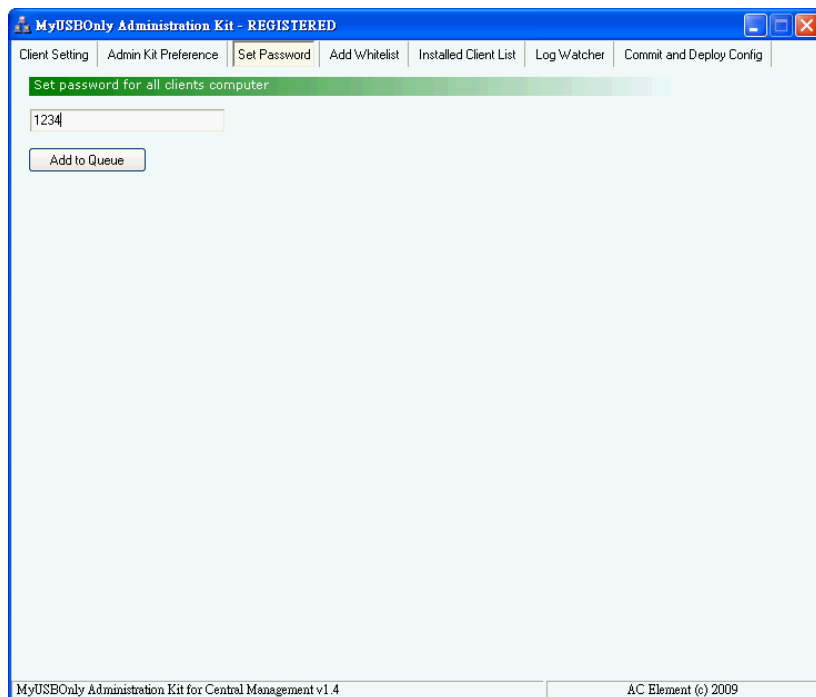 MyUSBOnly Administration Kit - REGISTERED
Client Setting Admin Kit Preference Set Password Add Whitelist Installed Client List Log Watcher Commit and Deploy Config
Set password for all clients computer
1234
Add to Queue
MyUSBOnly Administration Kit for Central Management v1.4 AC Element (c) 2009